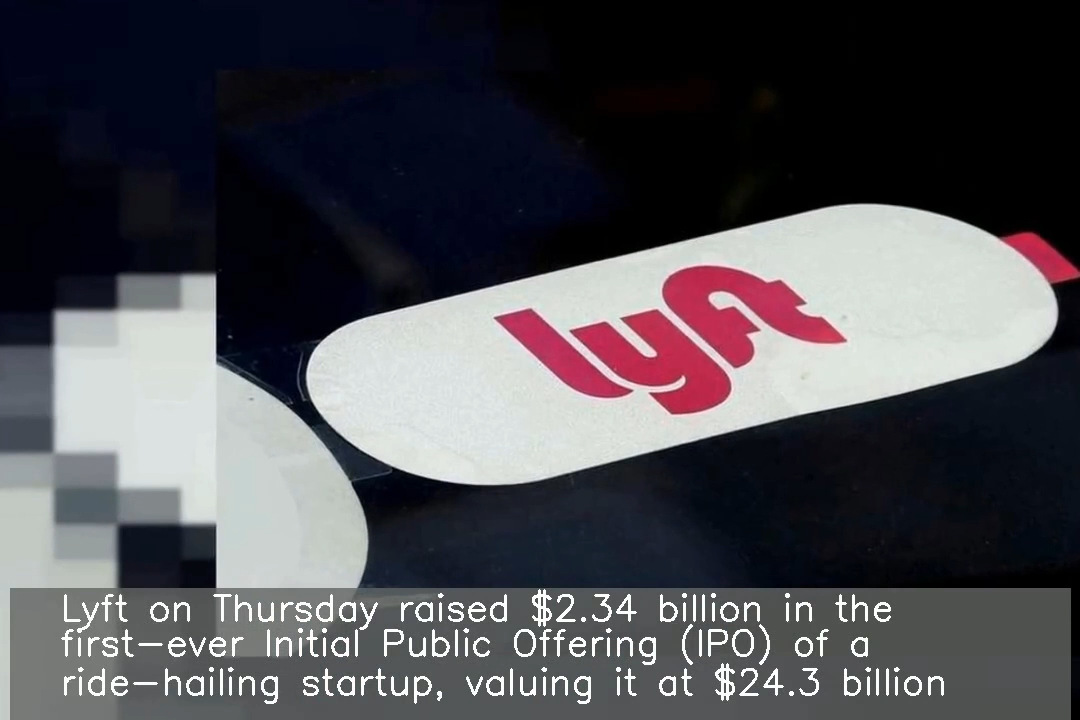 lyft
Lyft on Thursday raised $2.34 billion in the
first-ever Initial Public Offering (IPO) of a
ride-hailing startup, valuing it at $24.3 billion